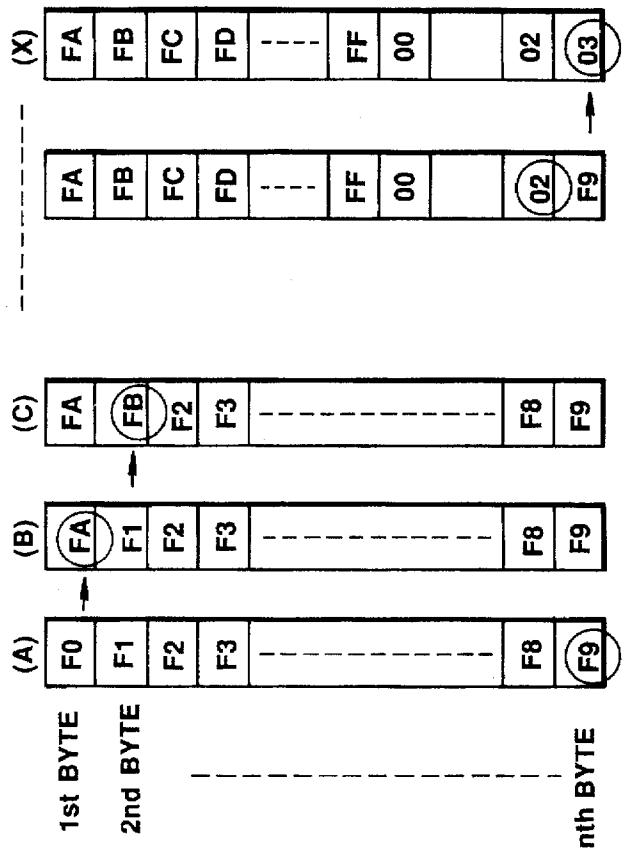 (A) (B) (C) (X)
1st BYTE F0 FA FA FA FA
2nd BYTE F1 F1 FB FB FB
F2 F2 F2 FC FC
F3 F3 F3 FD FD
FF FF
00 00
F8 F8 F8 02 02
nth BYTE F9 F9 F9 F9 03